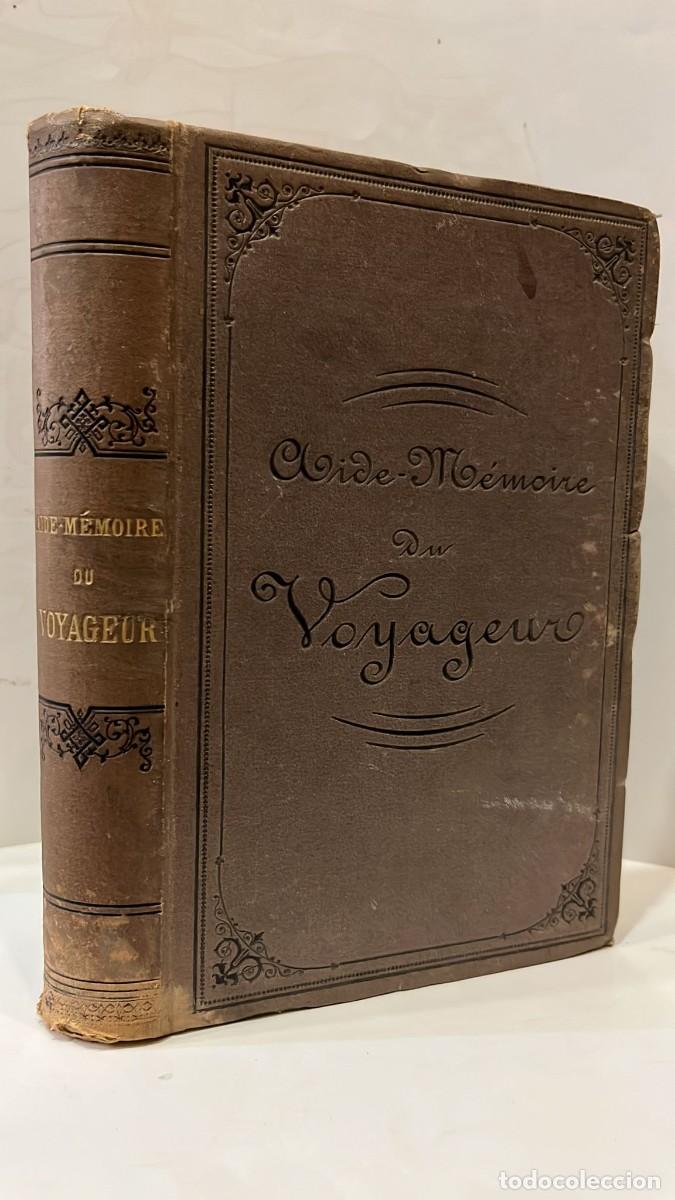 AIDE-MÉMOIRE
DU
VOYAGEUR
Aide-Mémoire
Du
Voyageur
todocoleccion